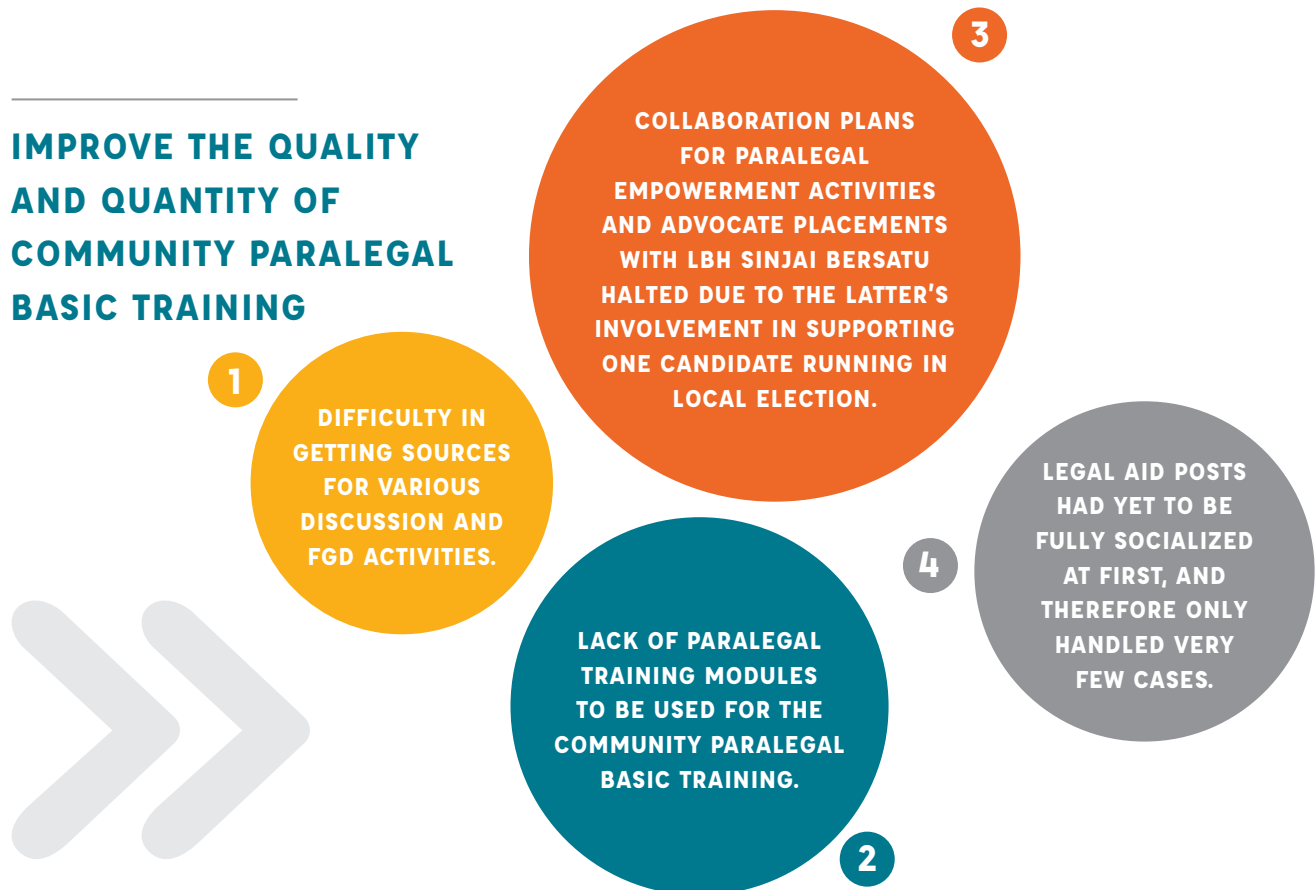 IMPROVE THE QUALITY
AND QUANTITY OF
COMMUNITY PARALEGAL
BASIC TRAINING
1
DIFFICULTY IN
GETTING SOURCES
FOR VARIOUS
DISCUSSION AND
FGD ACTIVITIES.
2
LACK OF PARALEGAL
TRAINING MODULES
TO BE USED FOR THE
COMMUNITY PARALEGAL
BASIC TRAINING.
3
COLLABORATION PLANS
FOR PARALEGAL
EMPOWERMENT ACTIVITIES
AND ADVOCATE PLACEMENTS
WITH LBH SINJAI BERSATU
HALTED DUE TO THE LATTER'S
INVOLVEMENT IN SUPPORTING
ONE CANDIDATE RUNNING IN
LOCAL ELECTION.
4
LEGAL AID POSTS
HAD YET TO BE
FULLY SOCIALIZED
AT FIRST, AND
THEREFORE ONLY
HANDLED VERY
FEW CASES.